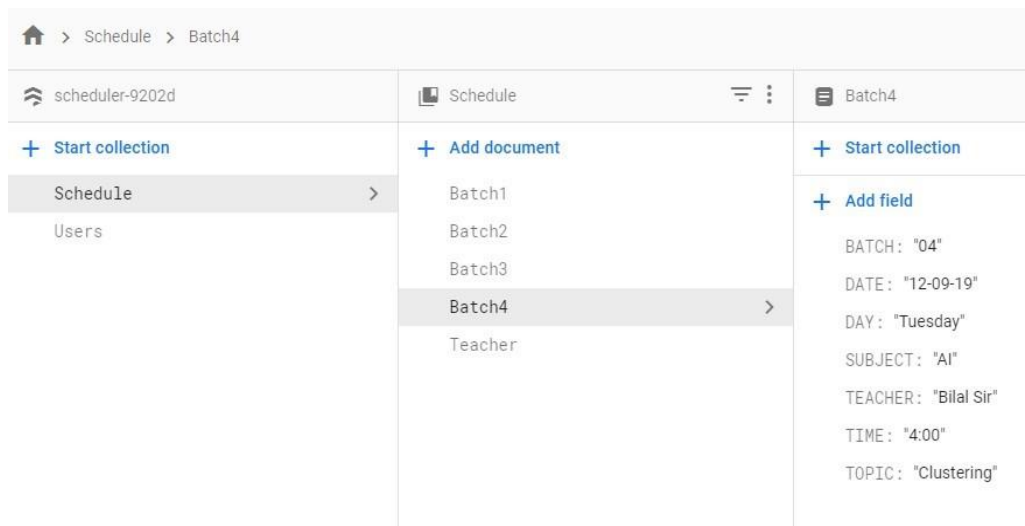 Schedule > Batch4
scheduler-9202d
Start collection
Schedule
Users
Schedule
Add document
Batch1
Batch2
Batch3
Batch4
Teacher
Batch4
Start collection
Add field
BATCH: "04"
DATE: "12-09-19"
DAY: "Tuesday"
SUBJECT: "AI"
TEACHER: "Bilal Sir"
TIME: "4:00"
TOPIC: "Clustering"